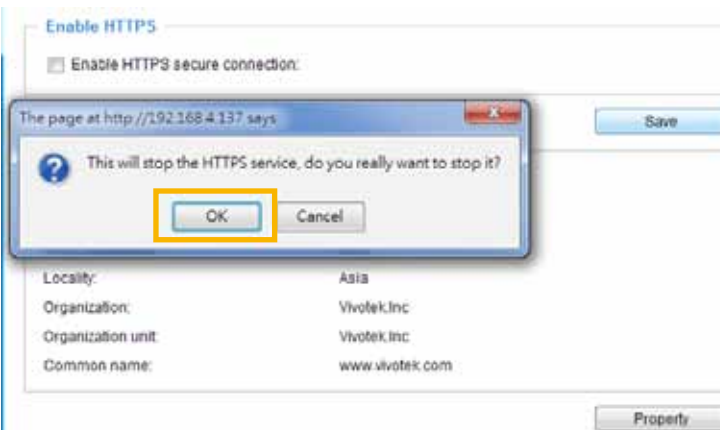 Enable HTTPS
Enable HTTPS secure connection:
The page at http://192.168.4.137 says
Save
This will stop the HTTPS service, do you really want to stop it?
OK Cancel
Locality: Asia
Organization: Vivotek.Inc
Organization unit: Vivotek.Inc
Common name: www.vivotek.com
Property